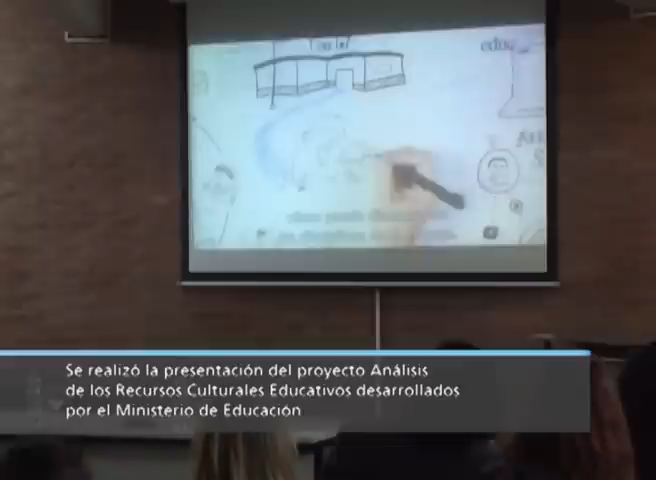 Se realizó la presentación del proyecto Análisis
de los Recursos Culturales Educativos desarrollados
por el Ministerio de Educación